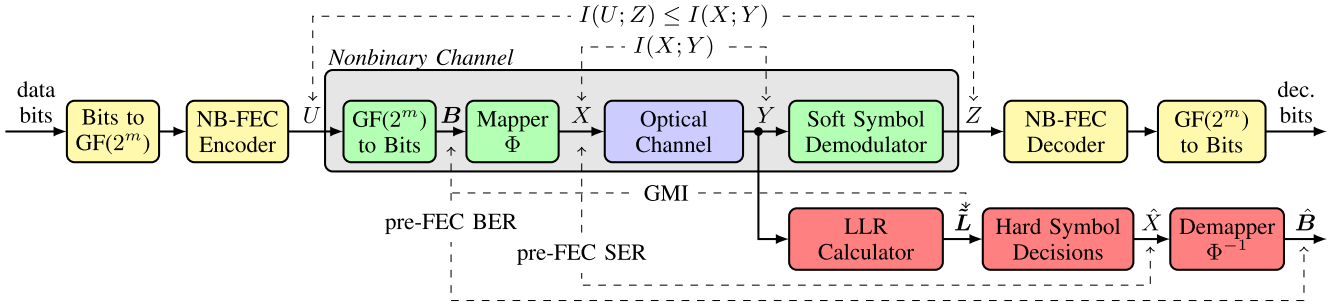 I(U; Z) ≤ I(X; Y)
I(X; Y)
Nonbinary Channel
data
bits
Bits to
GF(2^m)
NB-FEC
Encoder
U
GF(2^m)
to Bits
B
Mapper
Φ
X
Optical
Channel
Y
Soft Symbol
Demodulator
Z
NB-FEC
Decoder
GF(2^m)
to Bits
dec.
bits
GMI
pre-FEC BER
pre-FEC SER
LLR
Calculator
L̃
Hard Symbol
Decisions
X̂
Demapper
Φ^−1
B̂